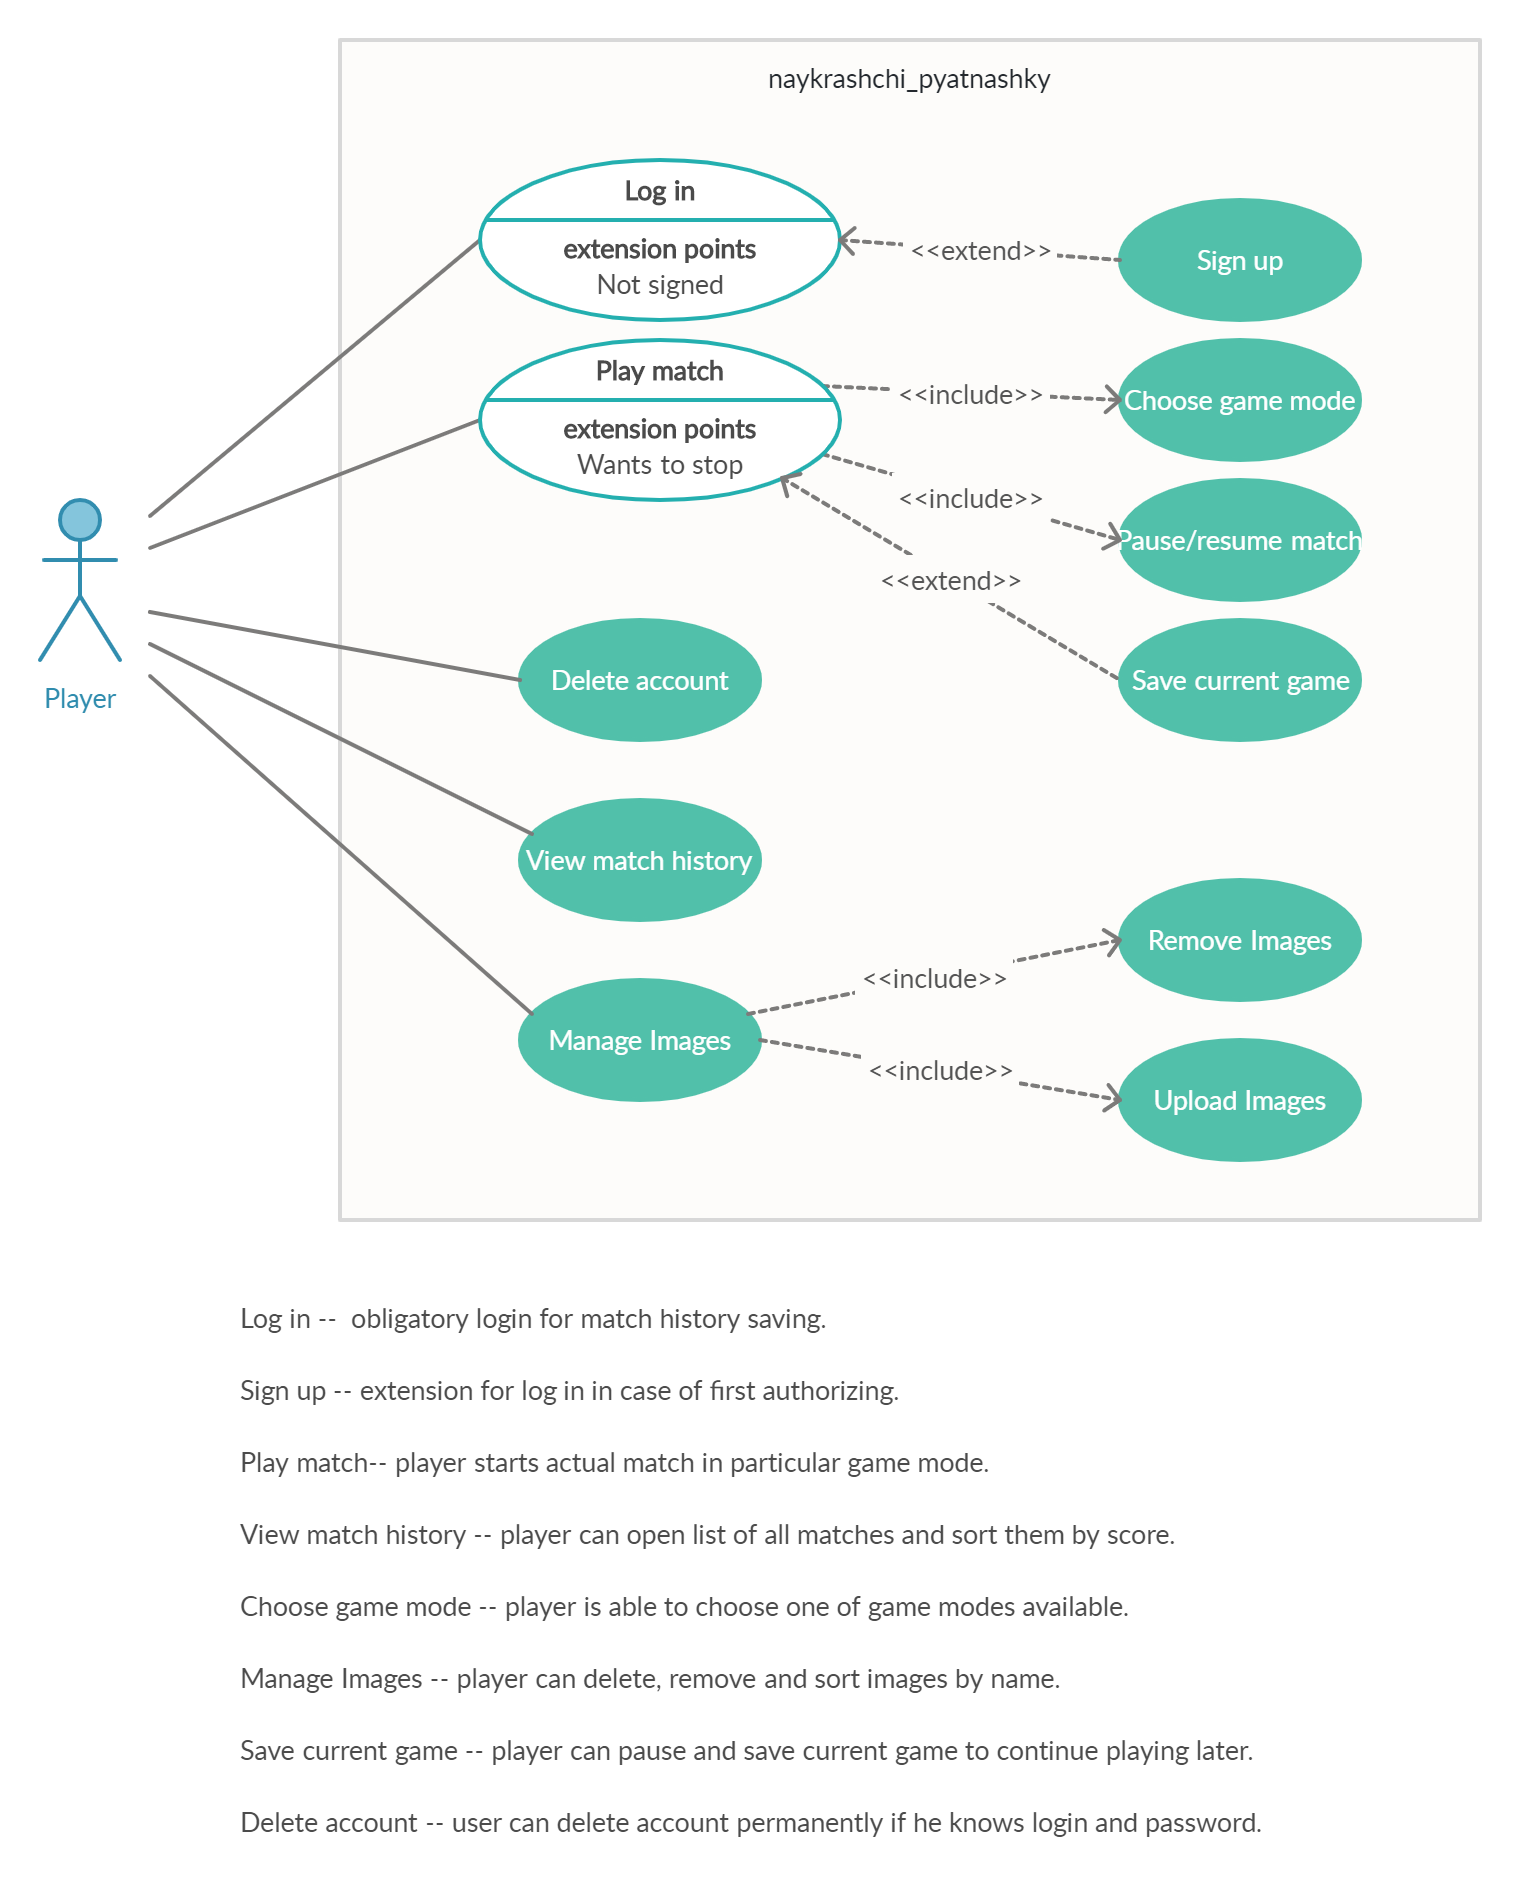 naykrashchi_pyatnashky
Log in
extension points
Not signed
<<extend>>
Sign up
Play match
extension points
Wants to stop
<<include>>
Choose game mode
<<include>>
Pause/resume match
<<extend>>
Save current game
Player
Delete account
View match history
Manage Images
<<include>>
Remove Images
<<include>>
Upload Images
Log in --  obligatory login for match history saving.
Sign up -- extension for log in in case of first authorizing.
Play match-- player starts actual match in particular game mode.
View match history -- player can open list of all matches and sort them by score.
Choose game mode -- player is able to choose one of game modes available.
Manage Images -- player can delete, remove and sort images by name.
Save current game -- player can pause and save current game to continue playing later.
Delete account -- user can delete account permanently if he knows login and password.